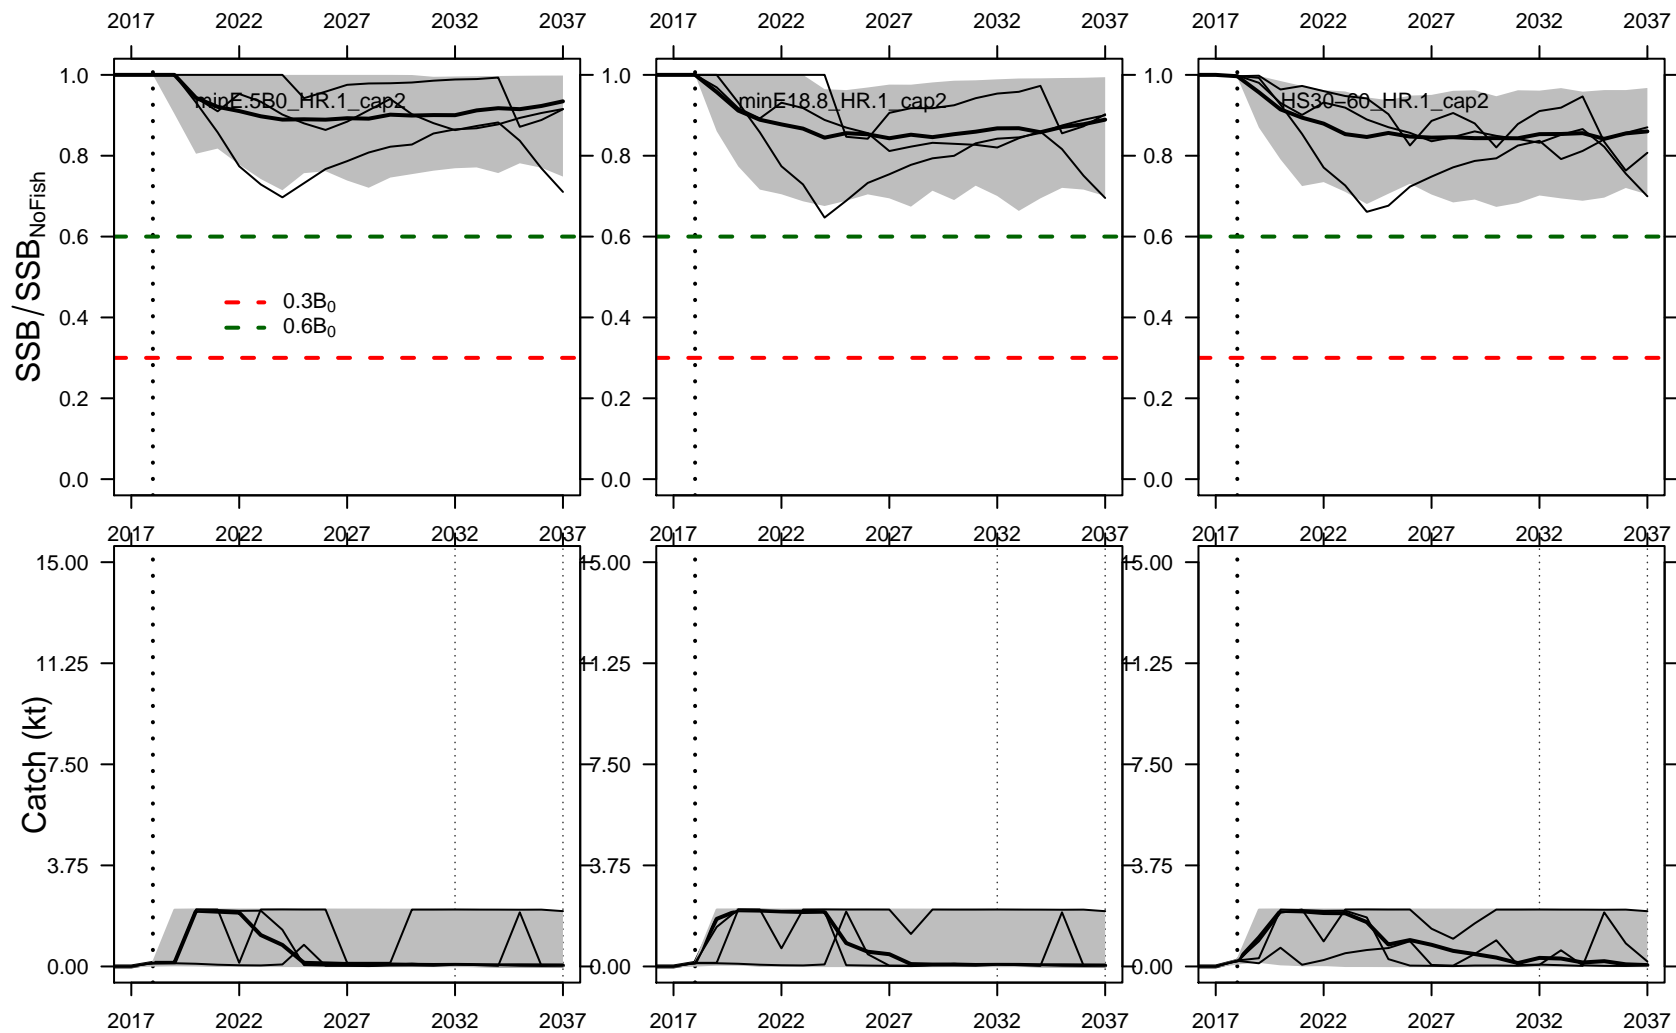 2017 2022 2027 2032 2037 2017 2022 2027 2032 2037 2017 2022 2027 2032 2037
SSB/SSB_NoFish
1.0 1.0 1.0
minE.5B0_HR.1_cap2 minE18.8_HR.1_cap2 HS30−60_HR.1_cap2
0.8 0.8 0.8
0.6 0.6 0.6
0.3B0
0.6B0
0.4 0.4 0.4
0.2 0.2 0.2
0.0 0.0 0.0
2017 2022 2027 2032 2037 2017 2022 2027 2032 2037 2017 2022 2027 2032 2037
Catch (kt)
15.00 15.00 15.00
11.25 11.25 11.25
7.50 7.50 7.50
3.75 3.75 3.75
0.00 0.00 0.00
2017 2022 2027 2032 2037 2017 2022 2027 2032 2037 2017 2022 2027 2032 2037